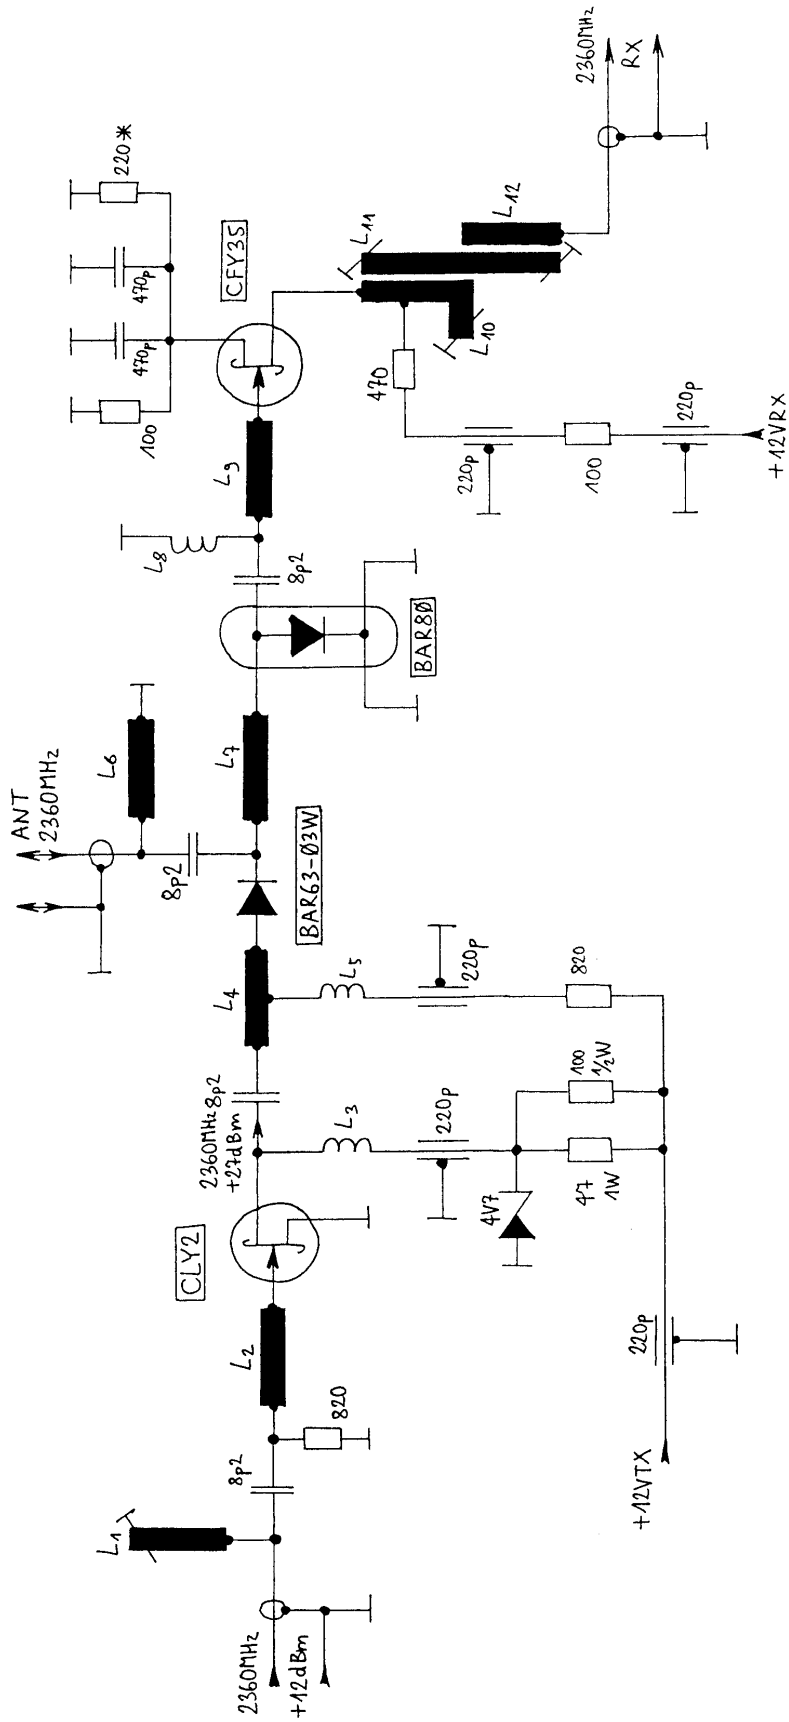 2360MHz
+12dBm
L1
8p2
820
L2
CLY2
2360MHz
+27dBm
8p2
L3
220p
4V7
47
1W
100
½W
220p
+12VTX
L4
L5
220p
820
BAR63-03W
ANT
2360MHz
8p2
L6
L7
BAR80
8p2
L8
L9
CFY35
100
470p
470p
220*
470
220p
100
220p
+12VRX
L10
L11
L12
2360MHz
RX